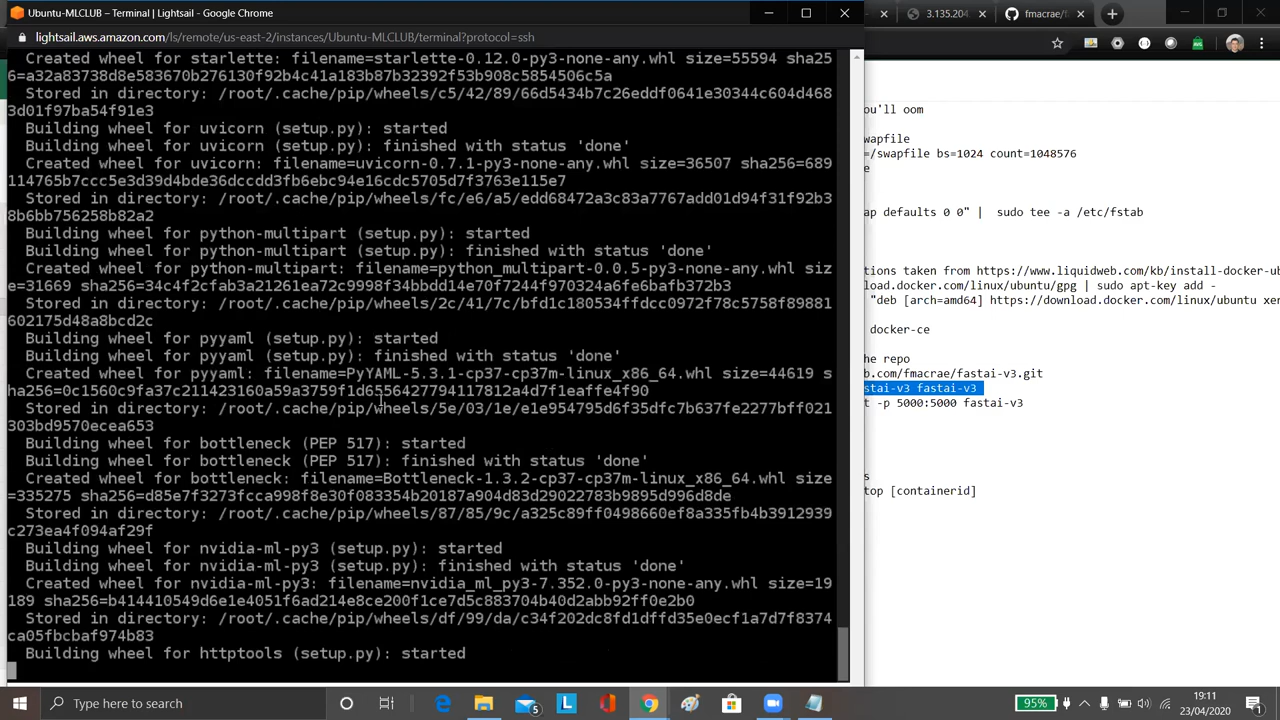 Ubuntu-MLCLUB – Terminal | Lightsail - Google Chrome
3.135.204
fmacrae/fastai-v3
lightsail.aws.amazon.com/ls/remote/us-east-2/instances/Ubuntu-MLCLUB/terminal?protocol=ssh
Created wheel for starlette: filename=starlette-0.12.0-py3-none-any.whl size=55594 sha25
6=a32a83738d8e583670b276130f92b4c41a183b87b32392f53b908c5854506c5a
Stored in directory: /root/.cache/pip/wheels/c5/42/89/66d5434b7c26eddf0641e30344c604d468
3d01f97ba54f91e3
Building wheel for uvicorn (setup.py): started
Building wheel for uvicorn (setup.py): finished with status 'done'
Created wheel for uvicorn: filename=uvicorn-0.7.1-py3-none-any.whl size=36507 sha256=689
114765b7ccc5e3d39d4bde36dccdd3fb6ebc94e16cdc5705d7f3763e115e7
Stored in directory: /root/.cache/pip/wheels/fc/e6/a5/edd68472a3c83a7767add01d94f31f92b3
8b6bb756258b82a2
Building wheel for python-multipart (setup.py): started
Building wheel for python-multipart (setup.py): finished with status 'done'
Created wheel for python-multipart: filename=python_multipart-0.0.5-py3-none-any.whl siz
e=31669 sha256=34c4f2cfab3a21261ea72c9998f34bbdd14e70f7244f970324a6fe6bafb372b3
Stored in directory: /root/.cache/pip/wheels/2c/41/7c/bfd1c180534ffdcc0972f78c5758f89881
602175d48a8bcd2c
Building wheel for pyyaml (setup.py): started
Building wheel for pyyaml (setup.py): finished with status 'done'
Created wheel for pyyaml: filename=PyYAML-5.3.1-cp37-cp37m-linux_x86_64.whl size=44619 s
ha256=0c1560c9fa37c211423160a59a3759f1d65564277941178 12a4d7f1eaffe4f90
Stored in directory: /root/.cache/pip/wheels/5e/03/1e/e1e954795d6f35dfc7b637fe2277bff021
303bd9570ecea653
Building wheel for bottleneck (PEP 517): started
Building wheel for bottleneck (PEP 517): finished with status 'done'
Created wheel for bottleneck: filename=Bottleneck-1.3.2-cp37-cp37m-linux_x86_64.whl size
=335275 sha256=d85e7f3273fcca998f8e30f083354b20187a904d83d29022783b9895d996d8de
Stored in directory: /root/.cache/pip/wheels/87/85/9c/a325c89ff0498660ef8a335fb4b3912939
c273ea4f094af29f
Building wheel for nvidia-ml-py3 (setup.py): started
Building wheel for nvidia-ml-py3 (setup.py): finished with status 'done'
Created wheel for nvidia-ml-py3: filename=nvidia_ml_py3-7.352.0-py3-none-any.whl size=19
189 sha256=b414410549d6e1e4051f6ad214e8ce200f1ce7d5c883704b40d2abb92ff0e2b0
Stored in directory: /root/.cache/pip/wheels/df/99/da/c34f202dc8fd1dffd35e0ecf1a7d7f8374
ca05fbcbaf974b83
Building wheel for httptools (setup.py): started
ou'll oom
wapfile
=/swapfile bs=1024 count=1048576
e
ap defaults 0 0" | sudo tee -a /etc/fstab
tions taken from https://www.liquidweb.com/kb/install-docker-ub
load.docker.com/linux/ubuntu/gpg | sudo apt-key add -
"deb [arch=amd64] https://download.docker.com/linux/ubuntu xen
docker-ce
he repo
b.com/fmacrae/fastai-v3.git
stai-v3 fastai-v3
t -p 5000:5000 fastai-v3
s
top [containerid]
Type here to search
5
L
95%
19:11
23/04/2020
1